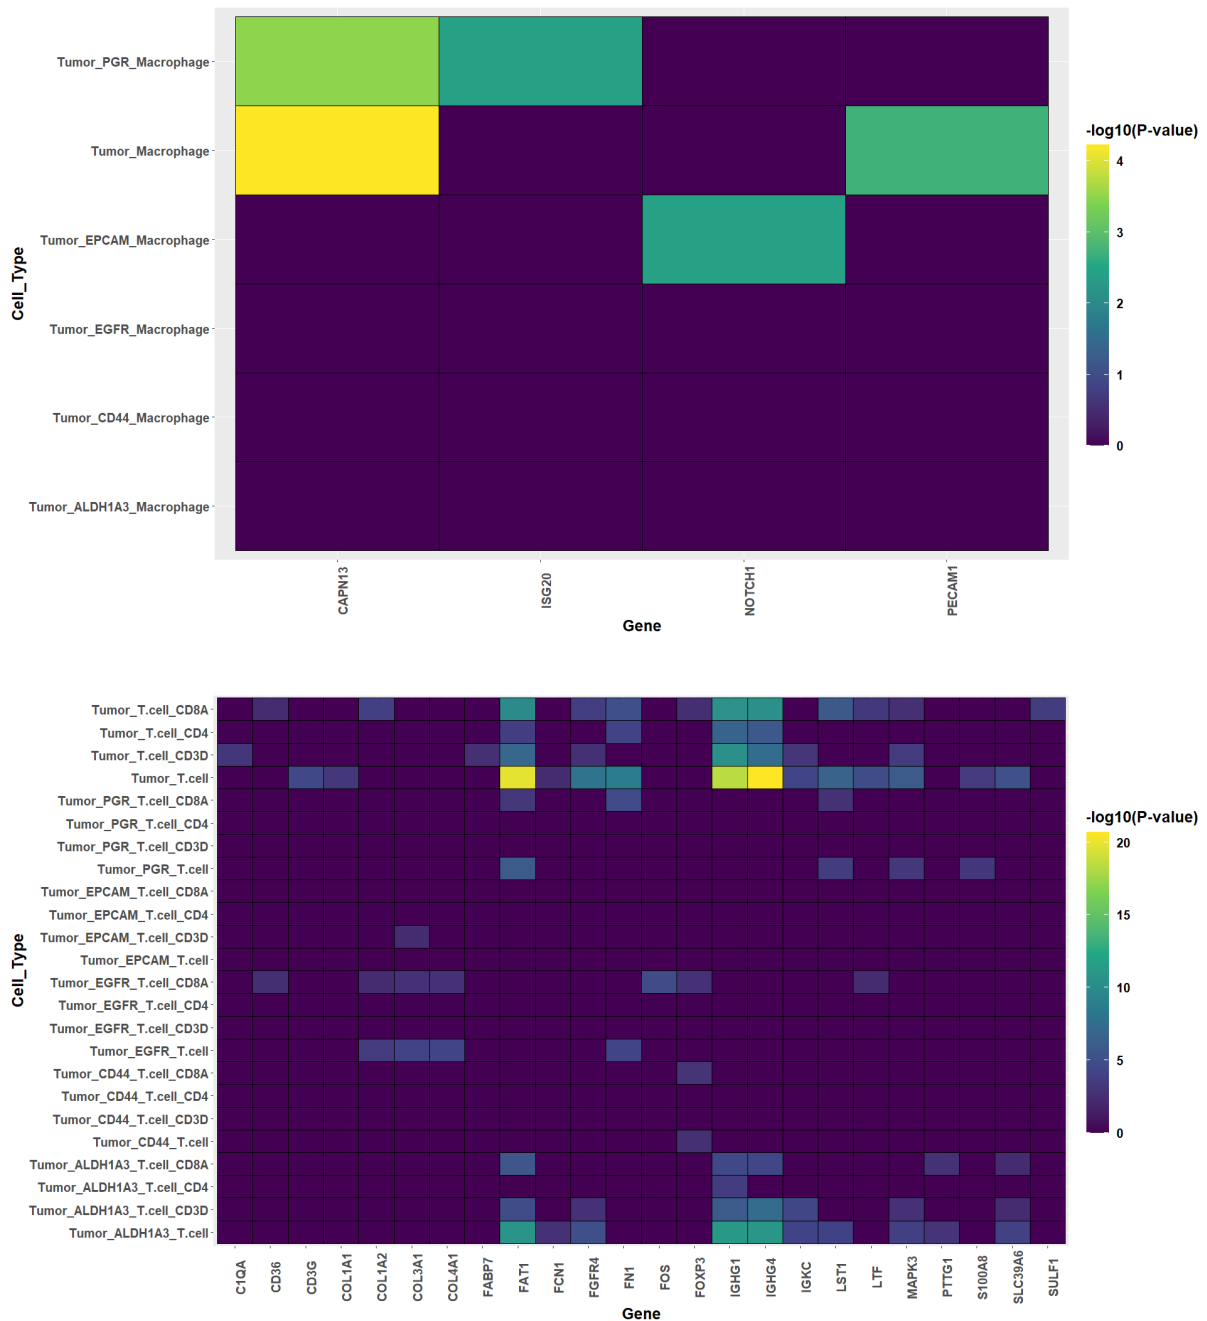 Tumor_PGR_Macrophage
Tumor_Macrophage
Tumor_EPCAM_Macrophage
Tumor_EGFR_Macrophage
Tumor_CD44_Macrophage
Tumor_ALDH1A3_Macrophage
Cell_Type
CAPN13
ISG20
NOTCH1
PECAM1
Gene
-log10(P-value)
4
3
2
1
0
Tumor_T.cell_CD8A
Tumor_T.cell_CD4
Tumor_T.cell_CD3D
Tumor_T.cell
Tumor_PGR_T.cell_CD8A
Tumor_PGR_T.cell_CD4
Tumor_PGR_T.cell_CD3D
Tumor_PGR_T.cell
Tumor_EPCAM_T.cell_CD8A
Tumor_EPCAM_T.cell_CD4
Tumor_EPCAM_T.cell_CD3D
Tumor_EPCAM_T.cell
Tumor_EGFR_T.cell_CD8A
Tumor_EGFR_T.cell_CD4
Tumor_EGFR_T.cell_CD3D
Tumor_EGFR_T.cell
Tumor_CD44_T.cell_CD8A
Tumor_CD44_T.cell_CD4
Tumor_CD44_T.cell_CD3D
Tumor_CD44_T.cell
Tumor_ALDH1A3_T.cell_CD8A
Tumor_ALDH1A3_T.cell_CD4
Tumor_ALDH1A3_T.cell_CD3D
Tumor_ALDH1A3_T.cell
Cell_Type
C1QA
CD36
CD3G
COL1A1
COL1A2
COL3A1
COL4A1
FABP7
FAT1
FCN1
FGFR4
FN1
FOS
FOXP3
IGHG1
IGHG4
IGKC
LST1
LTF
MAPK3
PTTG1
S100A8
SLC39A6
SULF1
Gene
-log10(P-value)
20
15
10
5
0